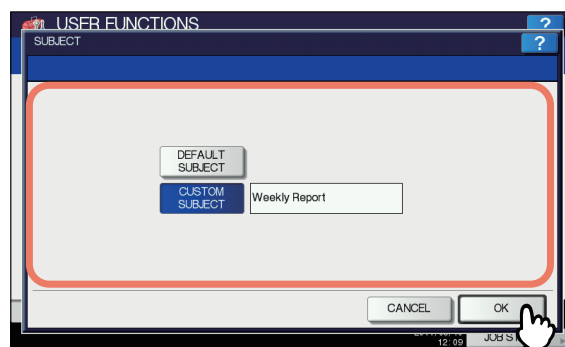 USER FUNCTIONS
?
SUBJECT
?
DEFAULT
SUBJECT
CUSTOM
SUBJECT
Weekly Report
CANCEL
OK
12:09
JOB